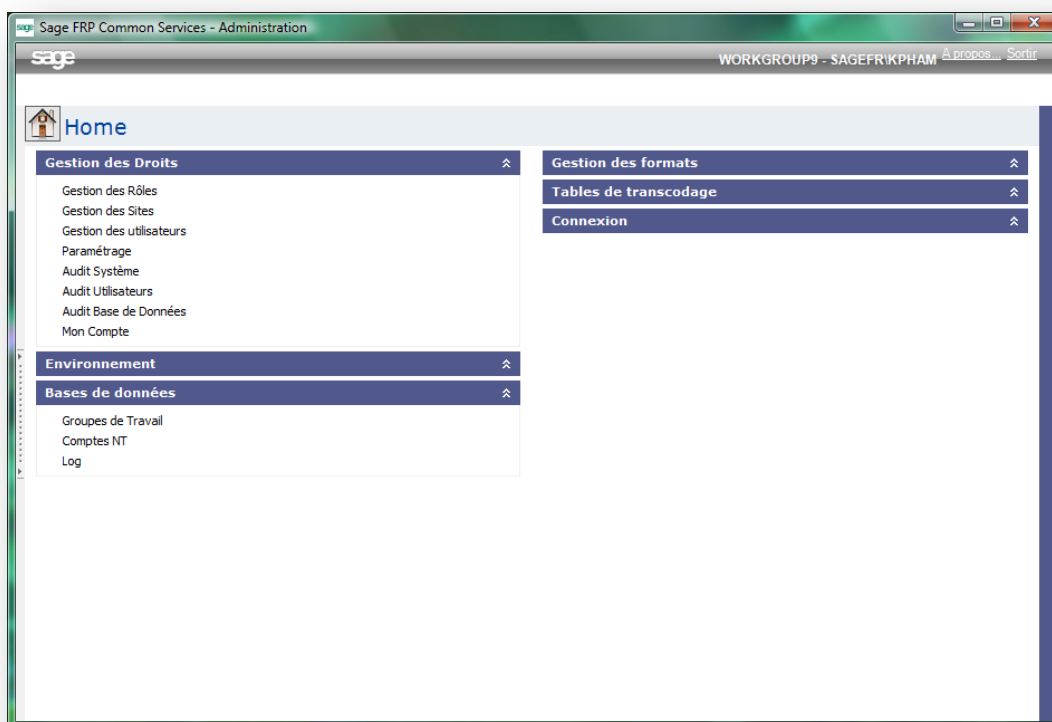 sage Sage FRP Common Services - Administration
sage
WORKGROUP9 - SAGEFR\KPHAM A propos... Sortir
Home
Gestion des Droits
Gestion des Rôles
Gestion des Sites
Gestion des utilisateurs
Paramétrage
Audit Système
Audit Utilisateurs
Audit Base de Données
Mon Compte
Environnement
Bases de données
Groupes de Travail
Comptes NT
Log
Gestion des formats
Tables de transcodage
Connexion